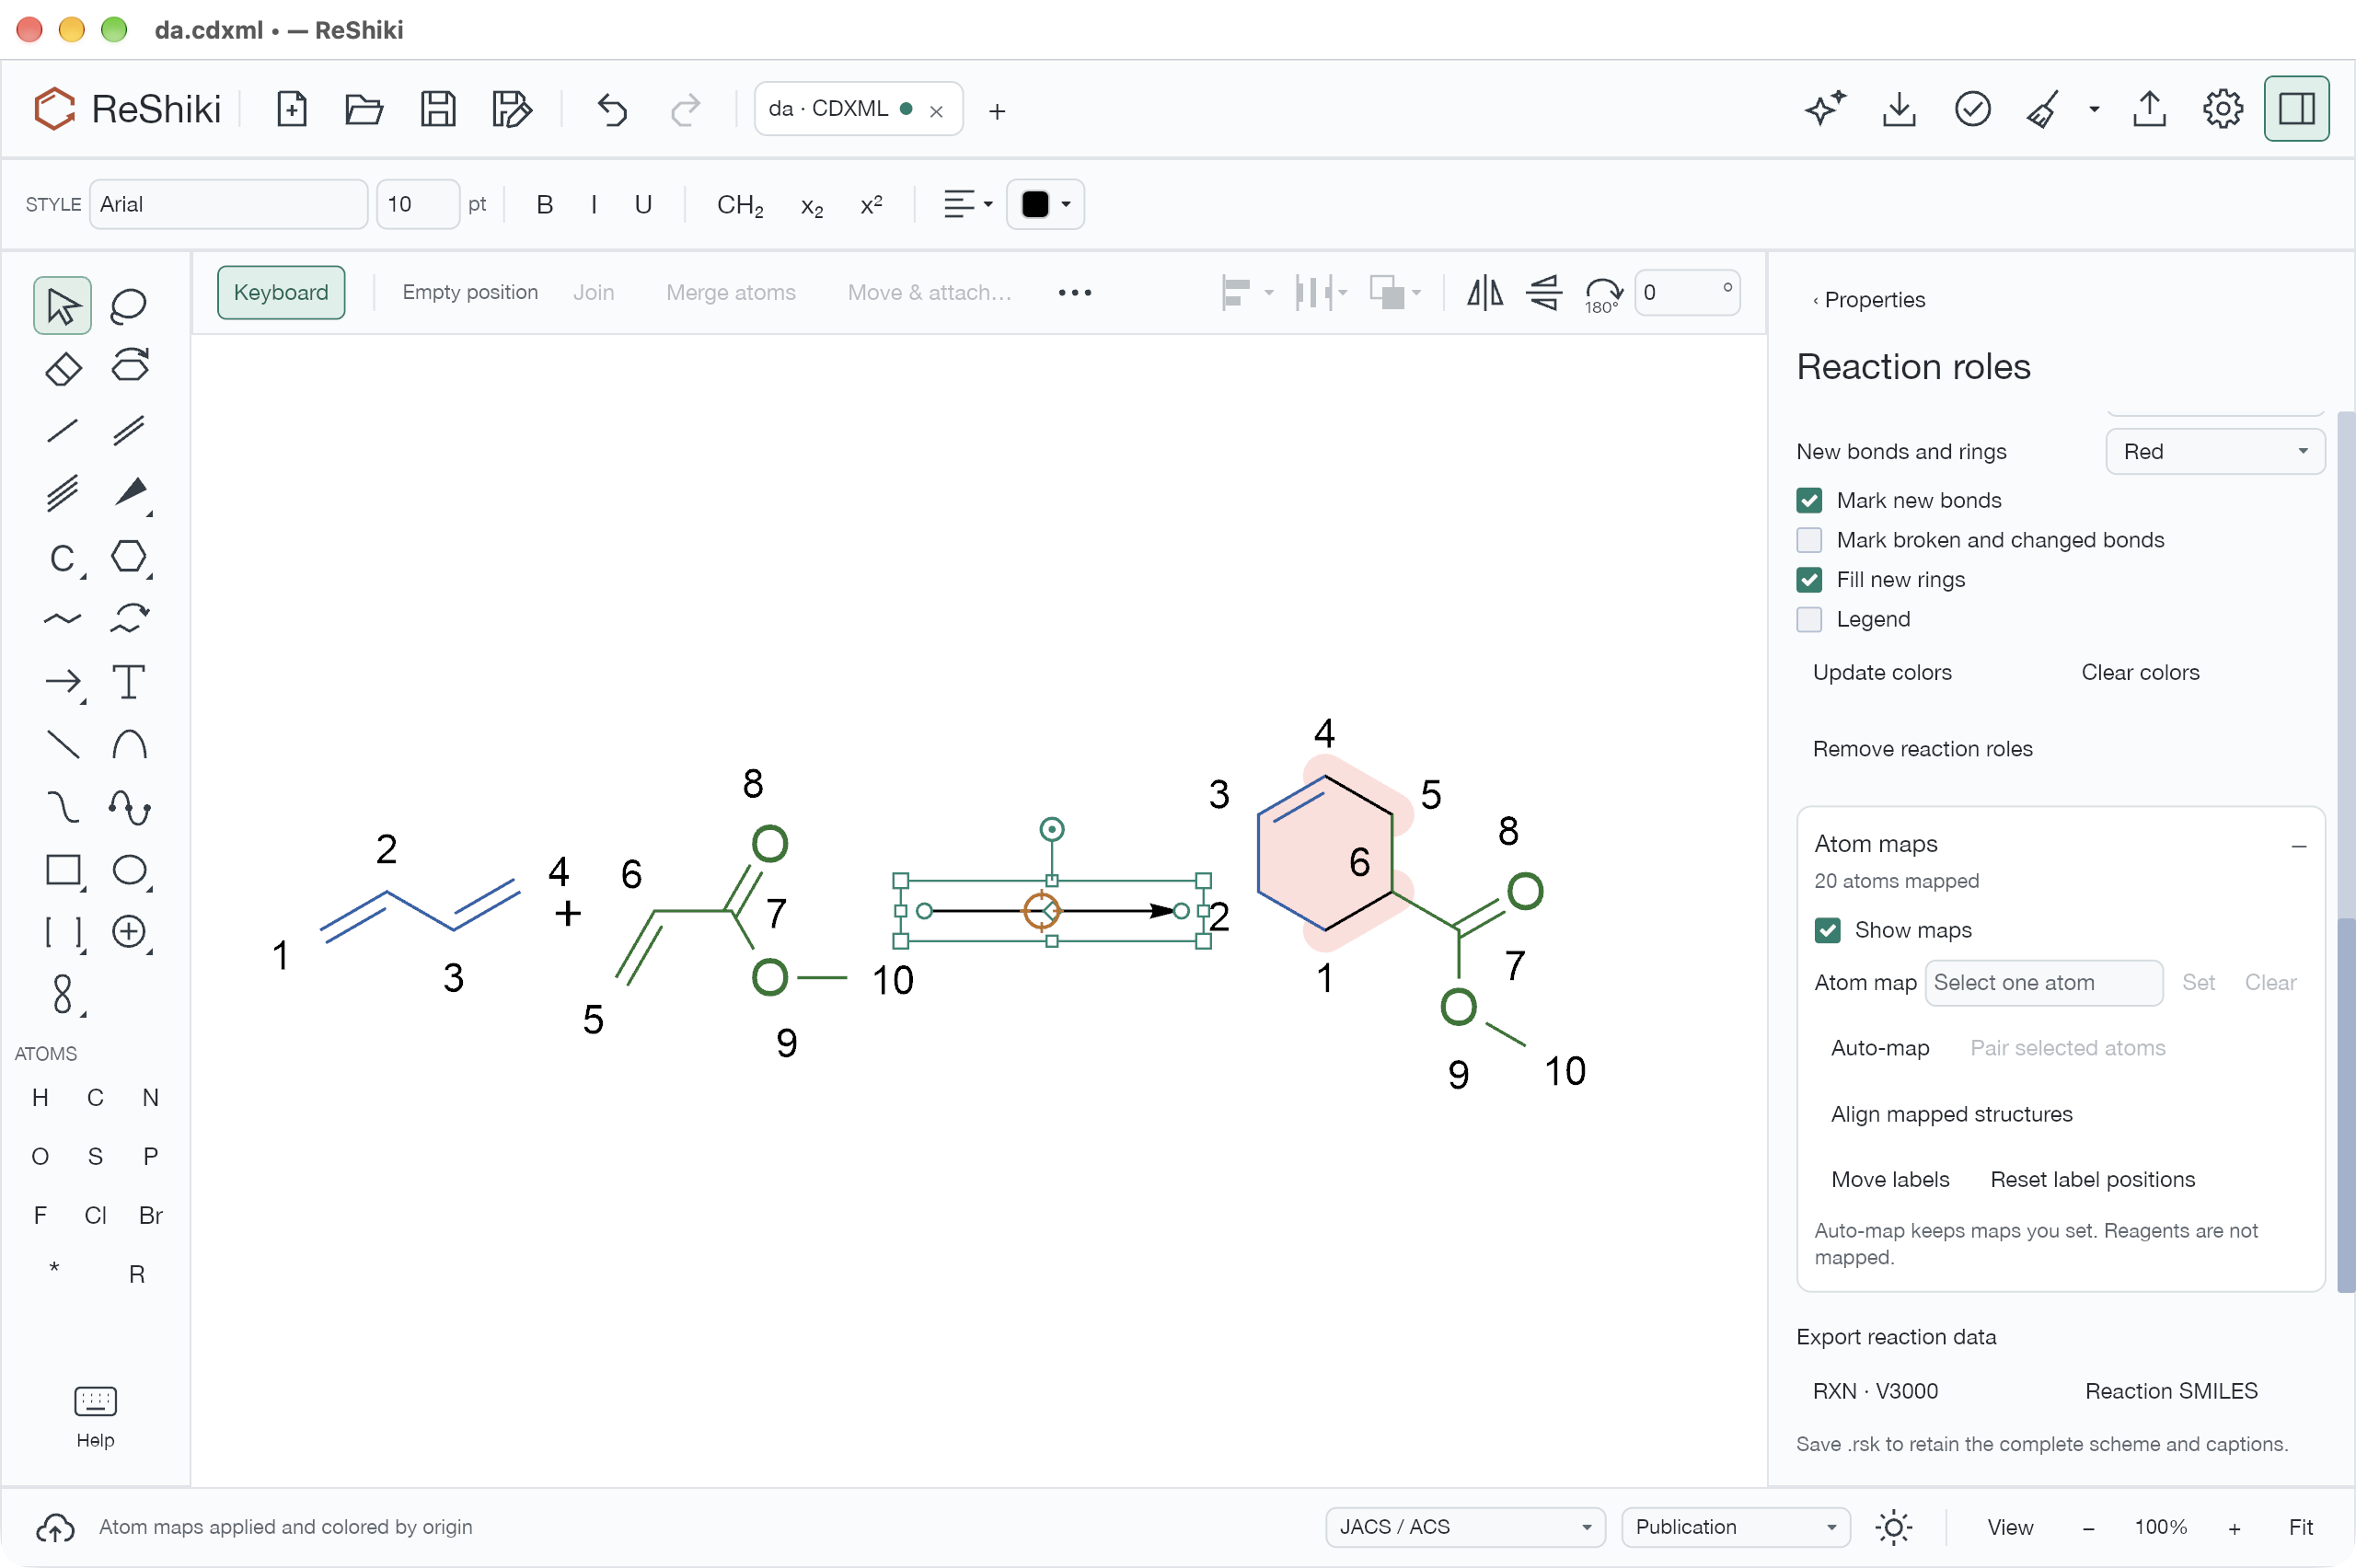 da.cdxml • — ReShiki
ReShiki
da · CDXML
STYLE Arial 10 pt B I U CH₂ x₂ x²
Keyboard Empty position Join Merge atoms Move & attach... 180° 0 °
C
T
ATOMS
H C N
O S P
F Cl Br
* R
Help
1 2 3 4 + 5 6 7 8 O O 9 10
1 2 3 4 5 6 7 8 O O 9 10
‹ Properties
Reaction roles
New bonds and rings Red
Mark new bonds
Mark broken and changed bonds
Fill new rings
Legend
Update colors Clear colors
Remove reaction roles
Atom maps –
20 atoms mapped
Show maps
Atom map Select one atom Set Clear
Auto-map Pair selected atoms
Align mapped structures
Move labels Reset label positions
Auto-map keeps maps you set. Reagents are not
mapped.
Export reaction data
RXN · V3000 Reaction SMILES
Save .rsk to retain the complete scheme and captions.
Atom maps applied and colored by origin JACS / ACS Publication View – 100% + Fit